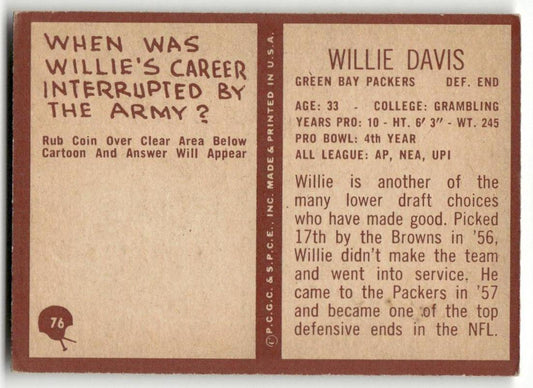 WHEN WAS
WILLIE'S CAREER
INTERRUPTED BY
THE ARMY?
Rub Coin Over Clear Area Below
Cartoon And Answer Will Appear
76
© P.C.G.C. & S.P.C.E., INC. MADE & PRINTED IN U.S.A.
WILLIE DAVIS
GREEN BAY PACKERS DEF. END
AGE: 33 - COLLEGE: GRAMBLING
YEARS PRO: 10 - HT. 6' 3" - WT. 245
PRO BOWL: 4th YEAR
ALL LEAGUE: AP, NEA, UPI
Willie is another of the
many lower draft choices
who have made good. Picked
17th by the Browns in '56,
Willie didn't make the team
and went into service. He
came to the Packers in '57
and became one of the top
defensive ends in the NFL.